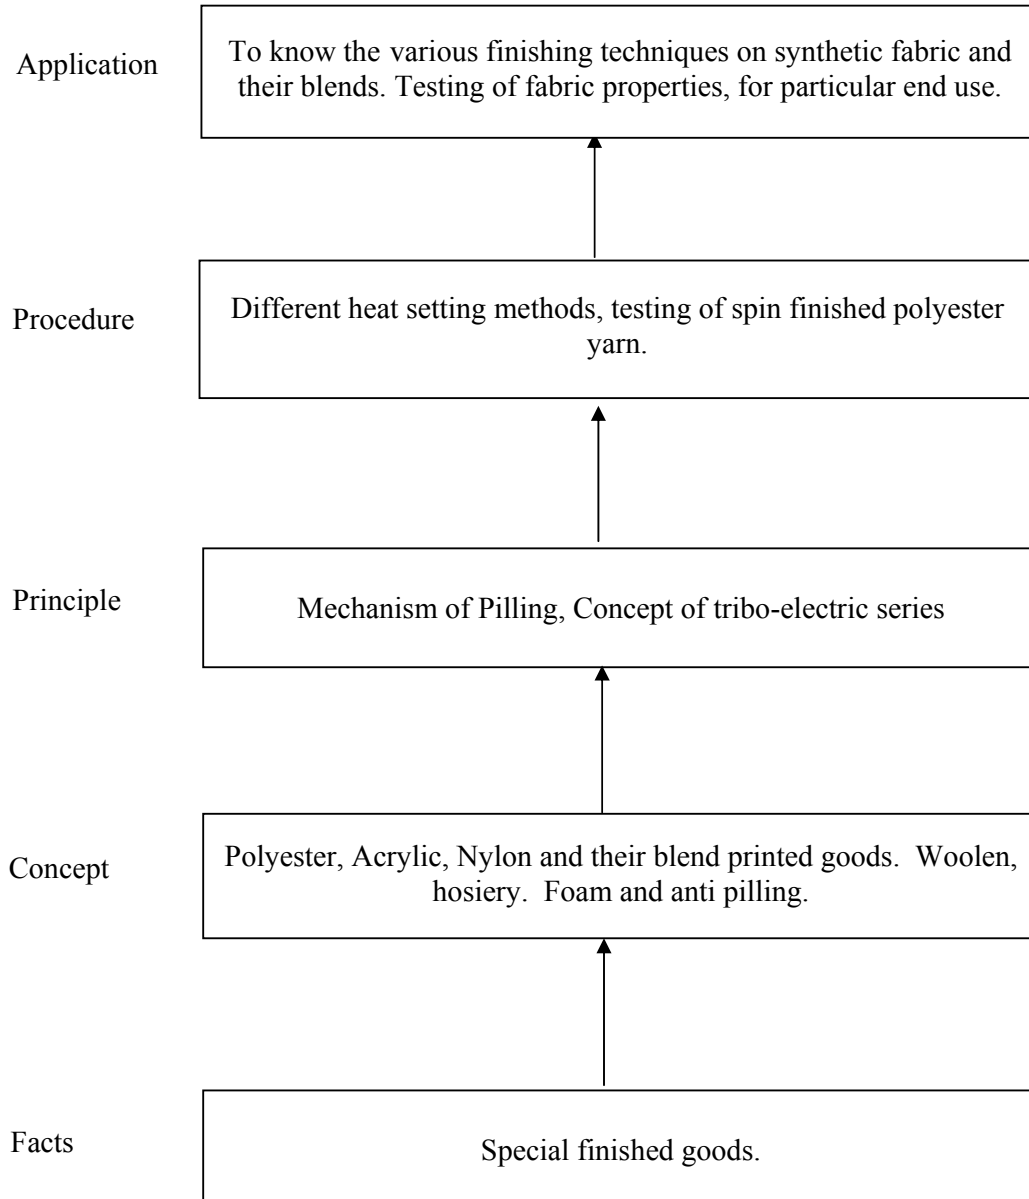 Application
To know the various finishing techniques on synthetic fabric and
their blends. Testing of fabric properties, for particular end use.
Procedure
Different heat setting methods, testing of spin finished polyester
yarn.
Principle
Mechanism of Pilling, Concept of tribo-electric series
Concept
Polyester, Acrylic, Nylon and their blend printed goods.  Woolen,
hosiery.  Foam and anti pilling.
Facts
Special finished goods.